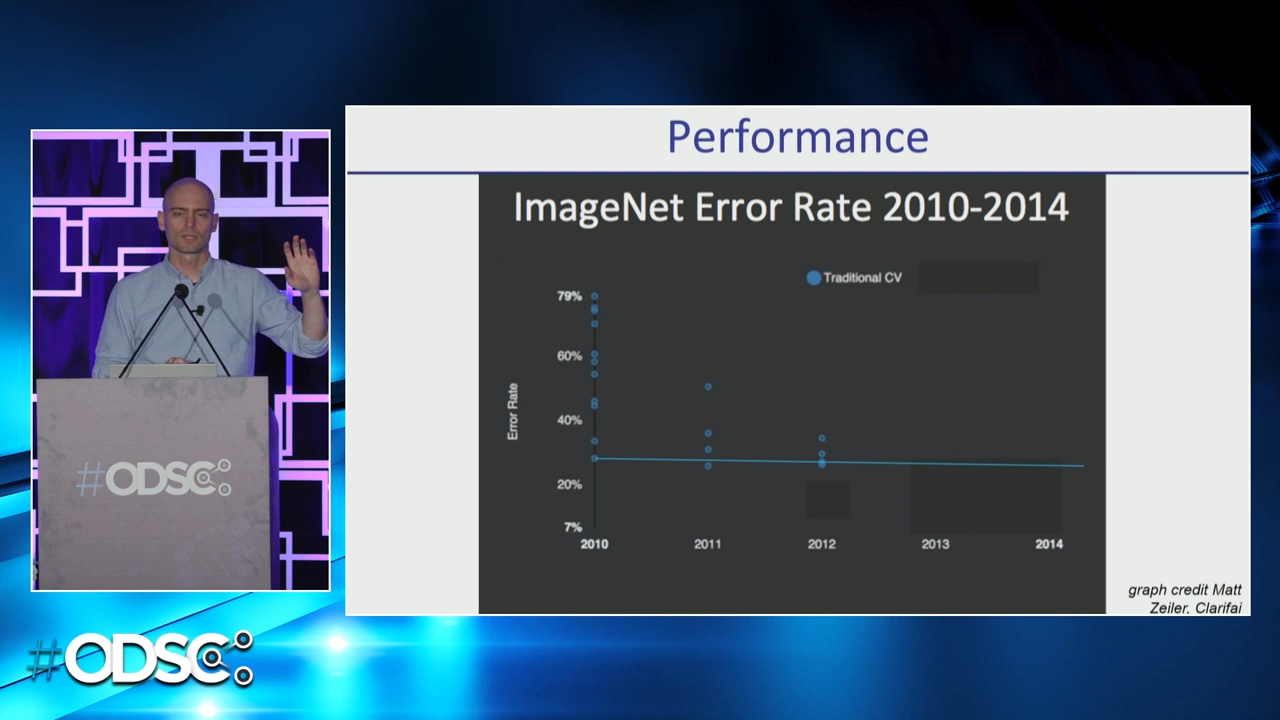 Performance
ImageNet Error Rate 2010-2014
Traditional CV
79%
60%
40%
20%
7%
Error Rate
2010
2011
2012
2013
2014
graph credit Matt
Zeiler, Clarifai
#ODSC
#ODSC